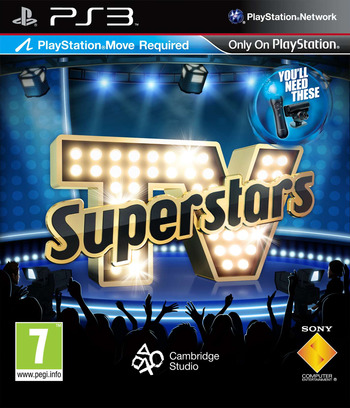 PS3
PlayStation®Network
PlayStation®Move Required
Only On PlayStation®
YOU'LL
NEED
THESE
TV
Superstars
7
www.pegi.info
Cambridge
Studio
SONY
COMPUTER
ENTERTAINMENT®